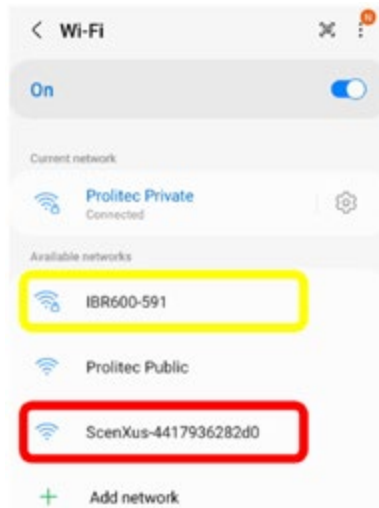 Wi-Fi
N
On
Current network
Prolitec Private
Connected
Available networks
IBR600-591
Prolitec Public
ScenXus-4417936282d0
Add network